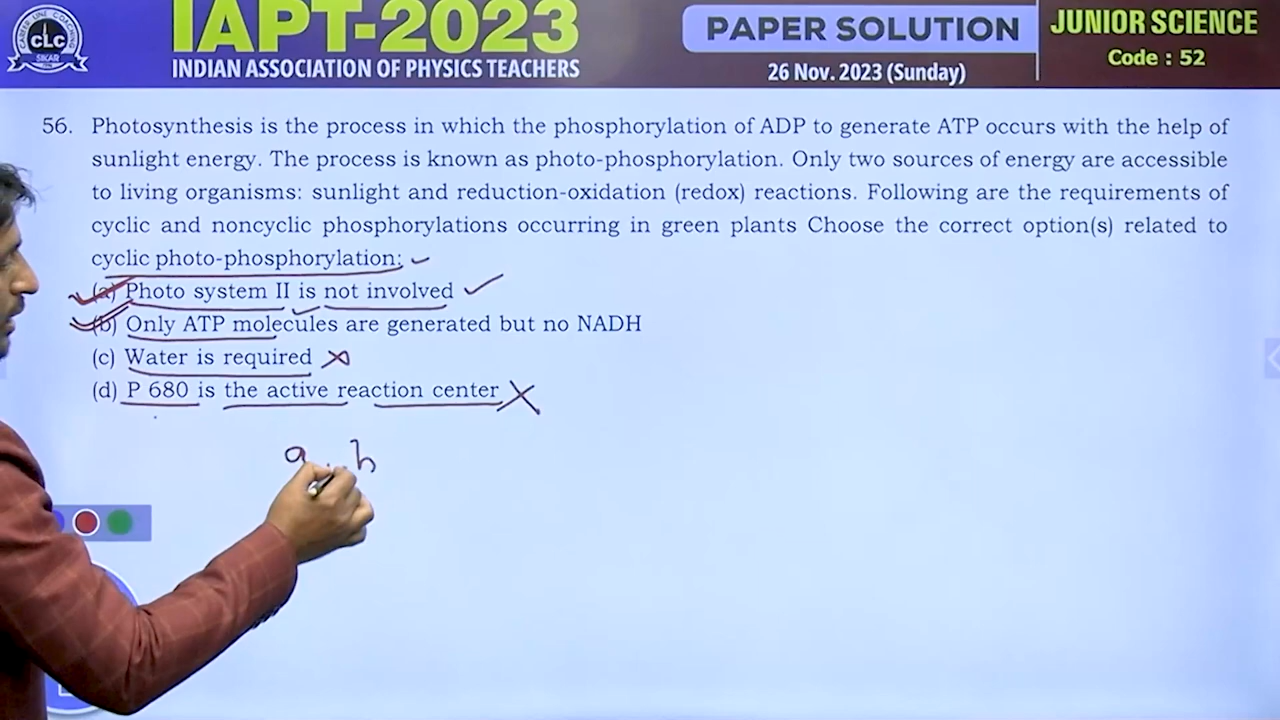 CAREER LINE COACHING
CLC
SIKAR
IAPT-2023
INDIAN ASSOCIATION OF PHYSICS TEACHERS
PAPER SOLUTION
26 Nov. 2023 (Sunday)
JUNIOR SCIENCE
Code : 52
56. Photosynthesis is the process in which the phosphorylation of ADP to generate ATP occurs with the help of
sunlight energy. The process is known as photo-phosphorylation. Only two sources of energy are accessible
to living organisms: sunlight and reduction-oxidation (redox) reactions. Following are the requirements of
cyclic and noncyclic phosphorylations occurring in green plants Choose the correct option(s) related to
cyclic photo-phosphorylation:
(a) Photo system II is not involved
(b) Only ATP molecules are generated but no NADH
(c) Water is required
(d) P 680 is the active reaction center
a, b